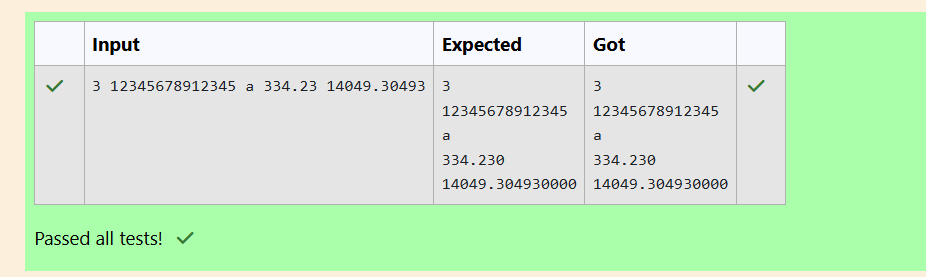 Input Expected Got
3 12345678912345 a 334.23 14049.30493 3 3
12345678912345 12345678912345
a a
334.230 334.230
14049.304930000 14049.304930000
Passed all tests!